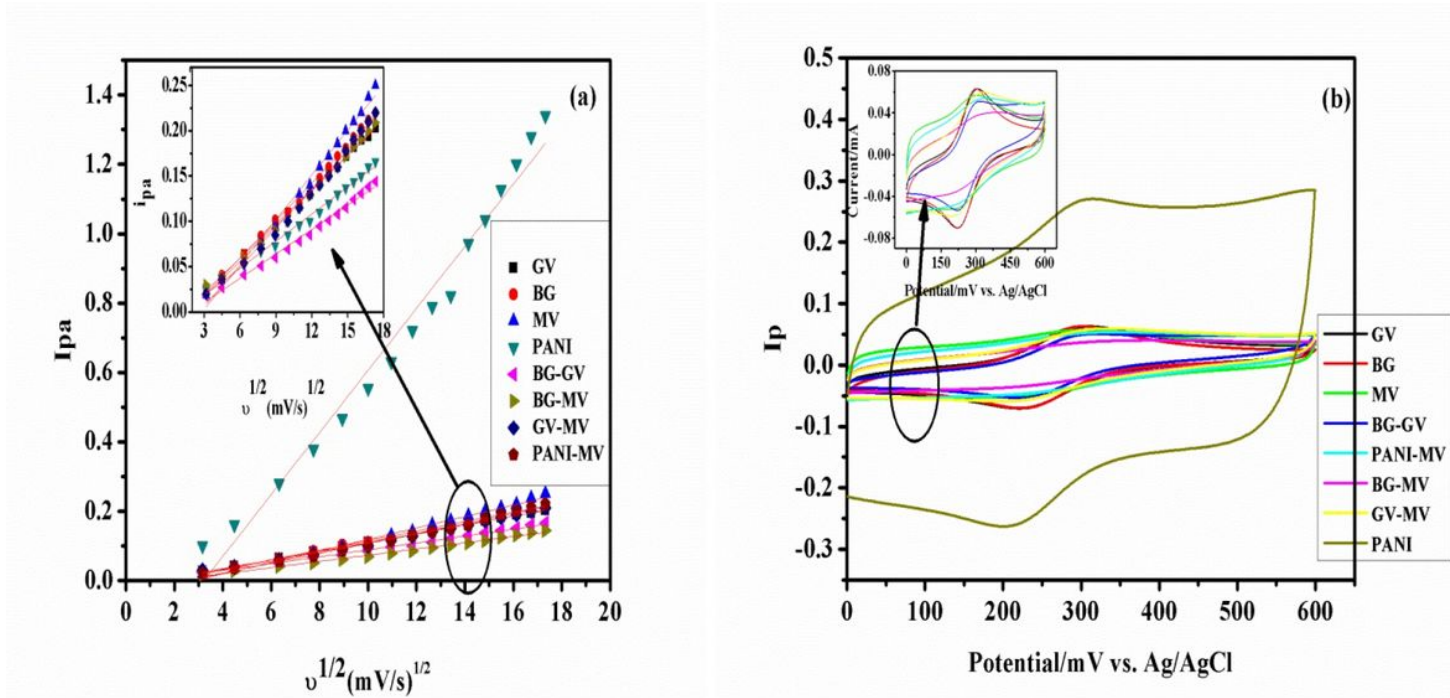 (a)
Ipa
1.4
1.2
1.0
0.8
0.6
0.4
0.2
0.0
0 2 4 6 8 10 12 14 16 18 20
υ1/2(mV/s)1/2
i pa
0.25
0.20
0.15
0.10
0.05
0.00
3 6 9 12 15 18
υ1/2(mV/s)1/2
GV
BG
MV
PANI
BG-GV
BG-MV
GV-MV
PANI-MV
(b)
Ip
0.5
0.4
0.3
0.2
0.1
0.0
-0.1
-0.2
-0.3
0 100 200 300 400 500 600
Potential/mV vs. Ag/AgCl
Current/mA
0.08
0.04
0.00
-0.04
-0.08
0 150 300 450 600
Potential/mV vs. Ag/AgCl
GV
BG
MV
BG-GV
PANI-MV
BG-MV
GV-MV
PANI